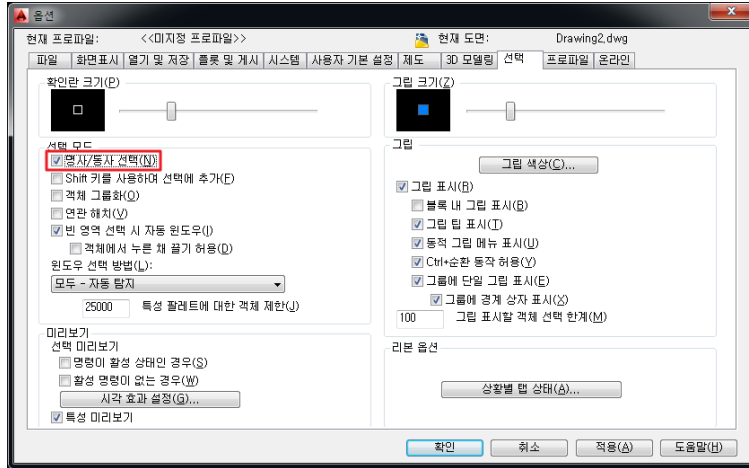 옵션
현재 프로파일: <<미지정 프로파일>> 현재 도면: Drawing2.dwg
파일 화면표시 열기 및 저장 플롯 및 게시 시스템 사용자 기본 설정 제도 3D 모델링 선택 프로파일 온라인
확인란 크기(P)
선택 모드
명사/동사 선택(N)
Shift 키를 사용하여 선택에 추가(F)
객체 그룹화(O)
연관 해치(V)
빈 영역 선택 시 자동 윈도우(I)
객체에서 누른 채 끌기 허용(D)
윈도우 선택 방법(L):
모두 - 자동 탐지
25000 특성 팔레트에 대한 객체 제한(J)
미리보기
선택 미리보기
명령이 활성 상태인 경우(S)
활성 명령이 없는 경우(W)
시각 효과 설정(G)...
특성 미리보기
그립 크기(Z)
그립
그립 색상(C)...
그립 표시(R)
블록 내 그립 표시(B)
그립 팁 표시(T)
동적 그립 메뉴 표시(U)
Ctrl+순환 동작 허용(Y)
그룹에 단일 그립 표시(E)
그룹에 경계 상자 표시(X)
100 그립 표시할 객체 선택 한계(M)
리본 옵션
상황별 탭 상태(A)...
확인 취소 적용(A) 도움말(H)